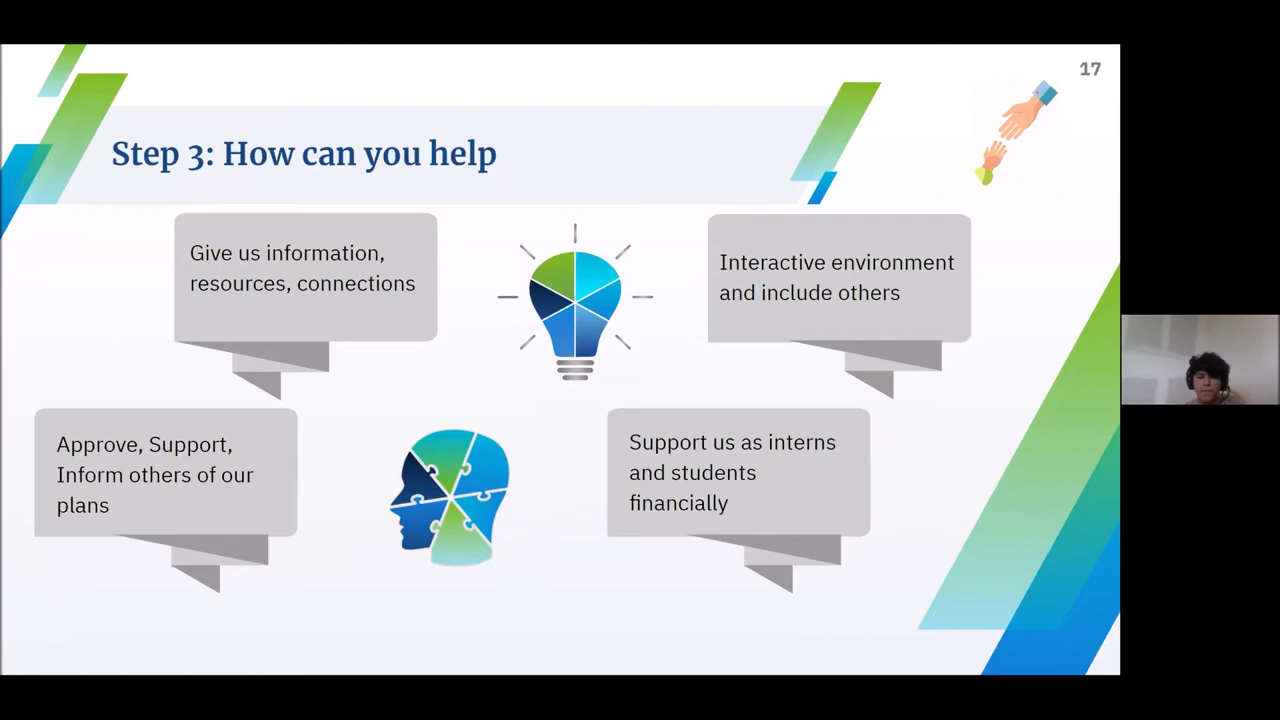 17
Step 3: How can you help
Give us information,
resources, connections
Interactive environment
and include others
Approve, Support,
Inform others of our
plans
Support us as interns
and students
financially